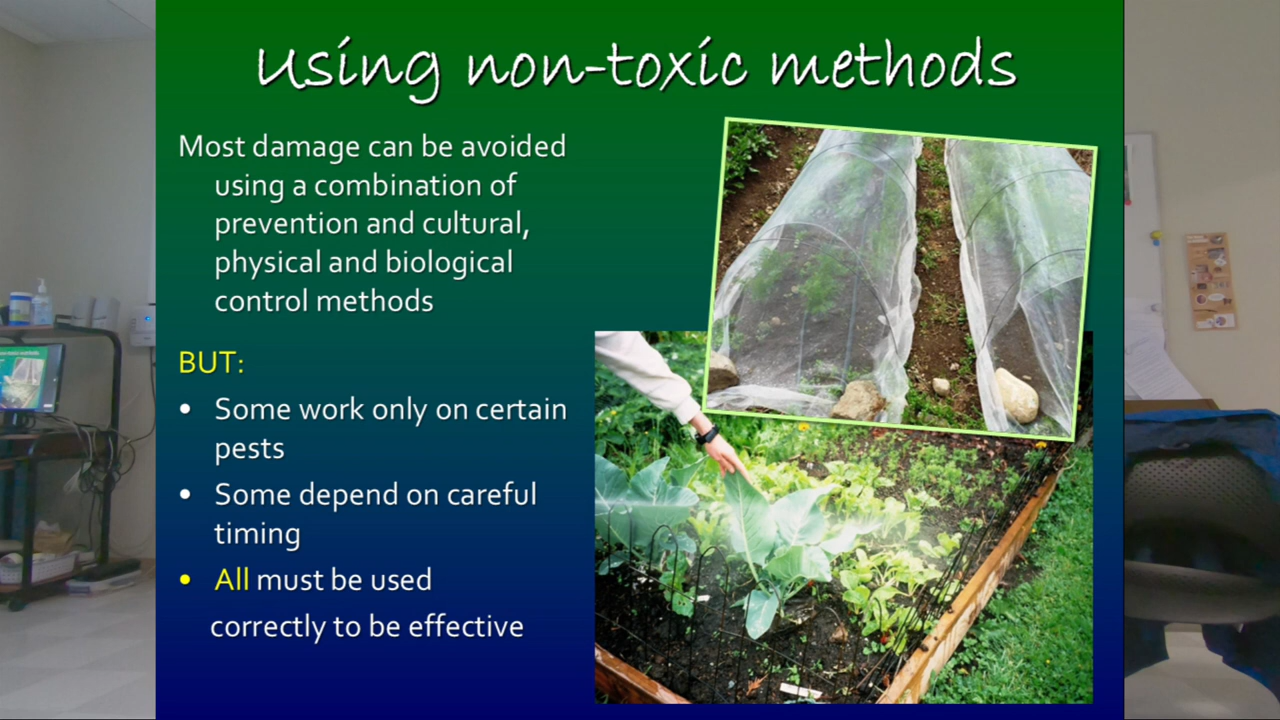 Using non-toxic methods
Most damage can be avoided
using a combination of
prevention and cultural,
physical and biological
control methods
BUT:
• Some work only on certain
pests
• Some depend on careful
timing
• All must be used
correctly to be effective